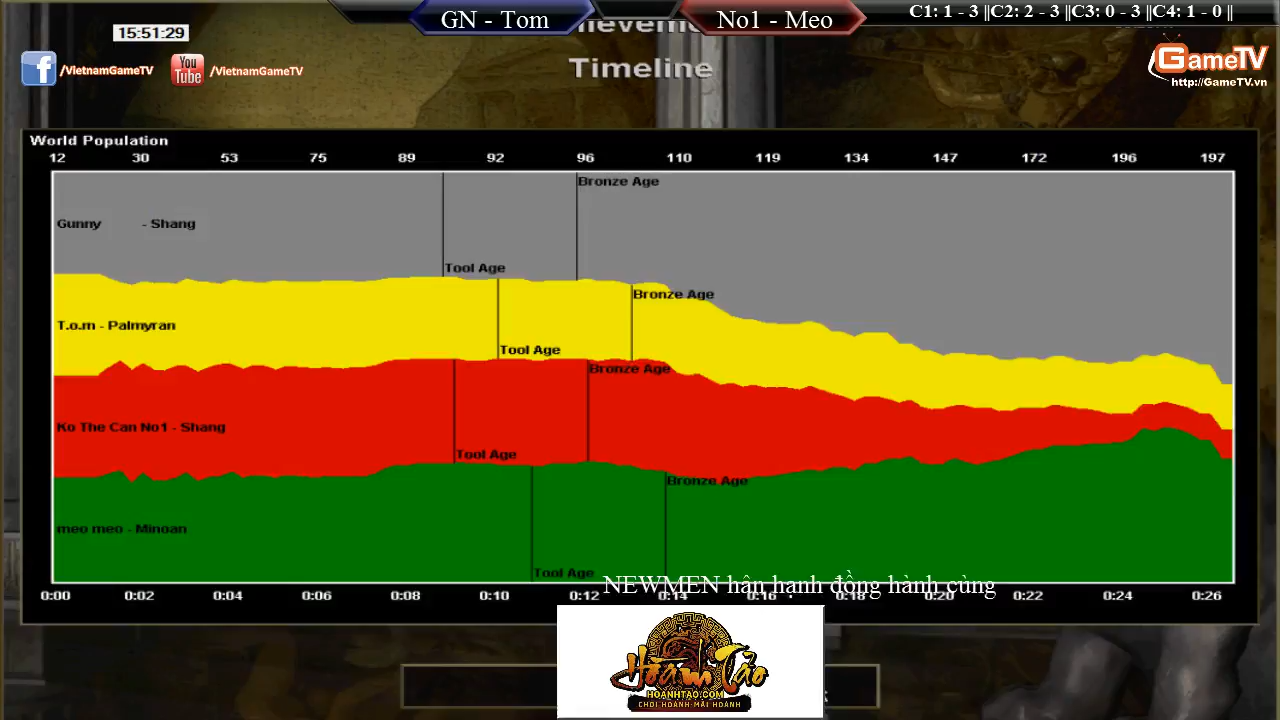 GN - Tom
No1 - Meo
C1: 1 - 3 ||C2: 2 - 3 ||C3: 0 - 3 ||C4: 1 - 0 ||
15:51:29
/VietnamGameTV
You Tube /VietnamGameTV
GameTV
http://GameTV.vn
Timeline
World Population
12 30 53 75 89 92 96 110 119 134 147 172 196 197
Bronze Age
Gunny - Shang
Tool Age
Bronze Age
T.o.m - Palmyran
Tool Age
Bronze Age
Ko The Can No1 - Shang
Tool Age
Bronze Age
meo meo - Minoan
Tool Age
NEWMEN hân hạnh đồng hành cùng
0:00 0:02 0:04 0:06 0:08 0:10 0:12 0:14 0:16 0:18 0:20 0:22 0:24 0:26
Hoành Tảo
HOANHTAO.COM
CHƠI HOÀNH-MÃI HOÀNH